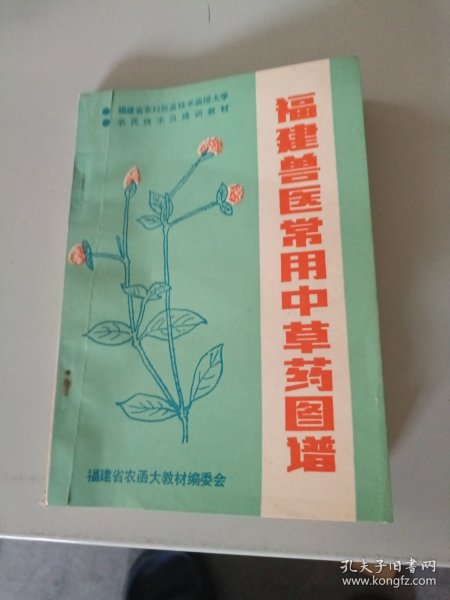 福建省农村致富技术函授大学
农民技术员培训教材
福建兽医常用中草药图谱
福建省农函大教材编委会
孔夫子旧书网
www.kongfz.com